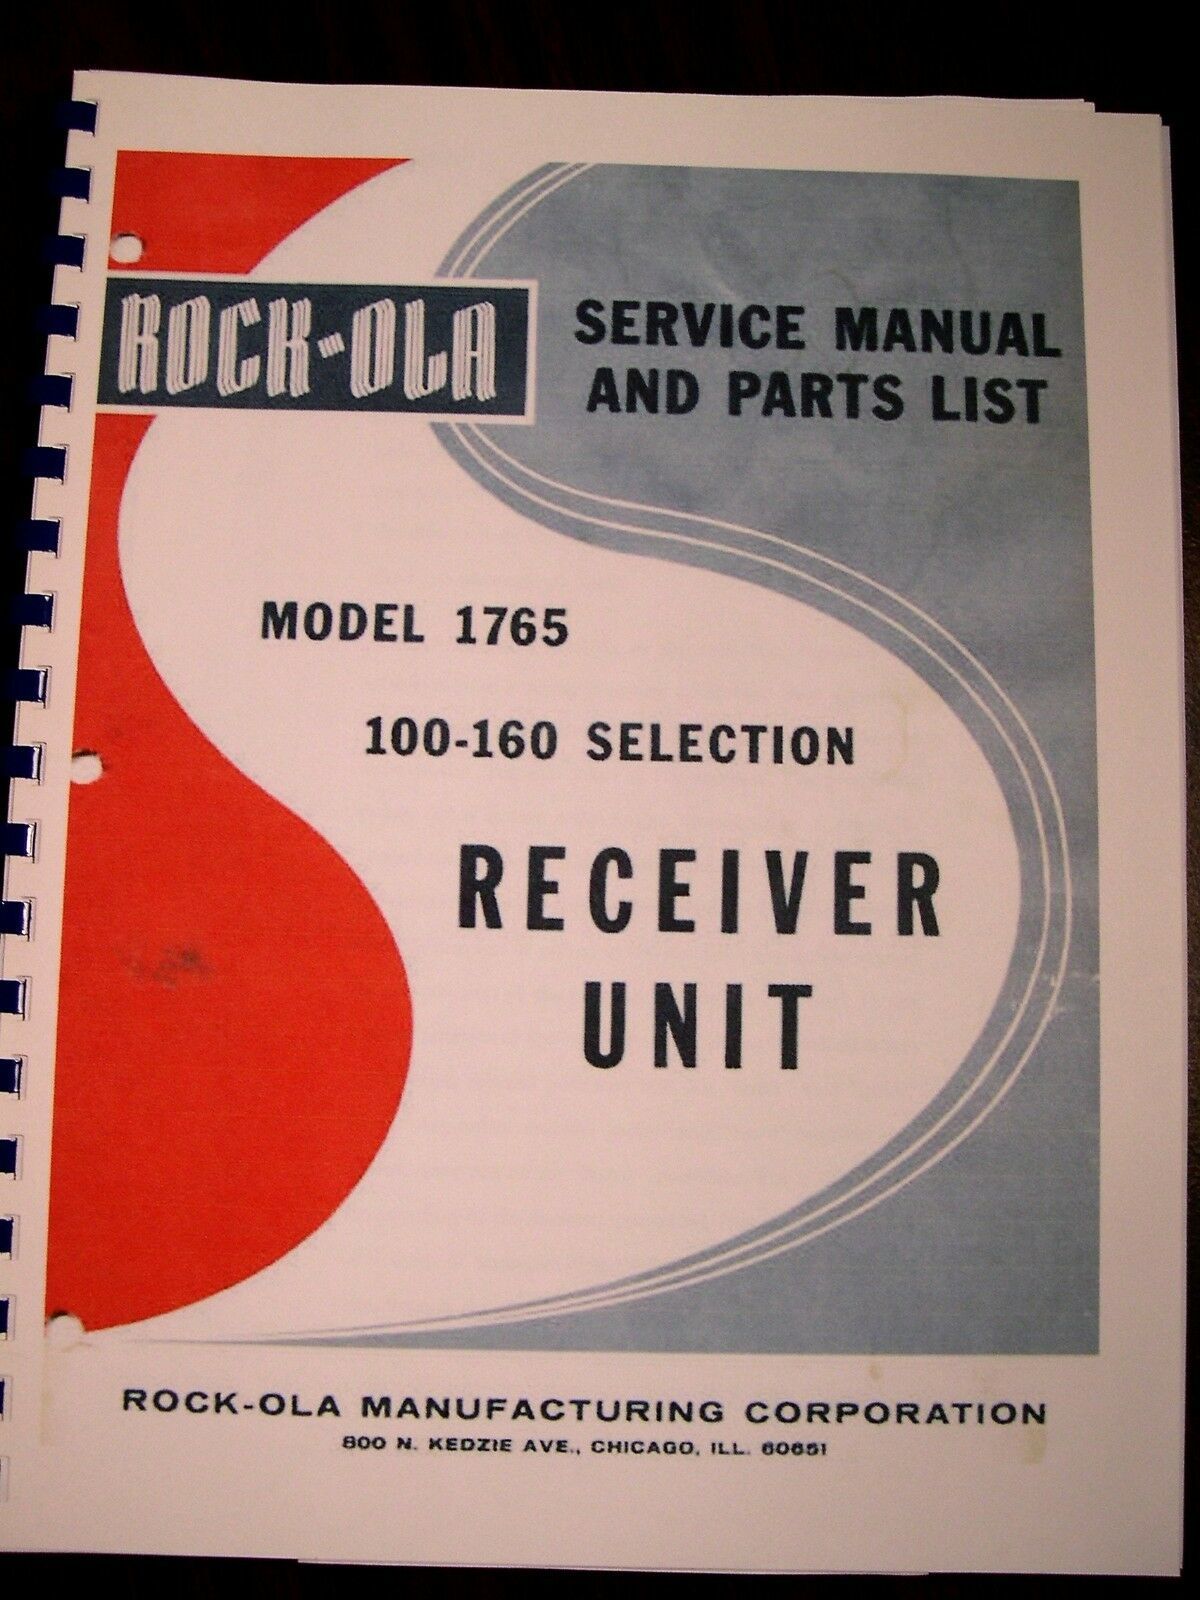 ROCK-OLA
SERVICE MANUAL
AND PARTS LIST
MODEL 1765
100-160 SELECTION
RECEIVER
UNIT
ROCK-OLA MANUFACTURING CORPORATION
800 N. KEDZIE AVE., CHICAGO, ILL. 60651